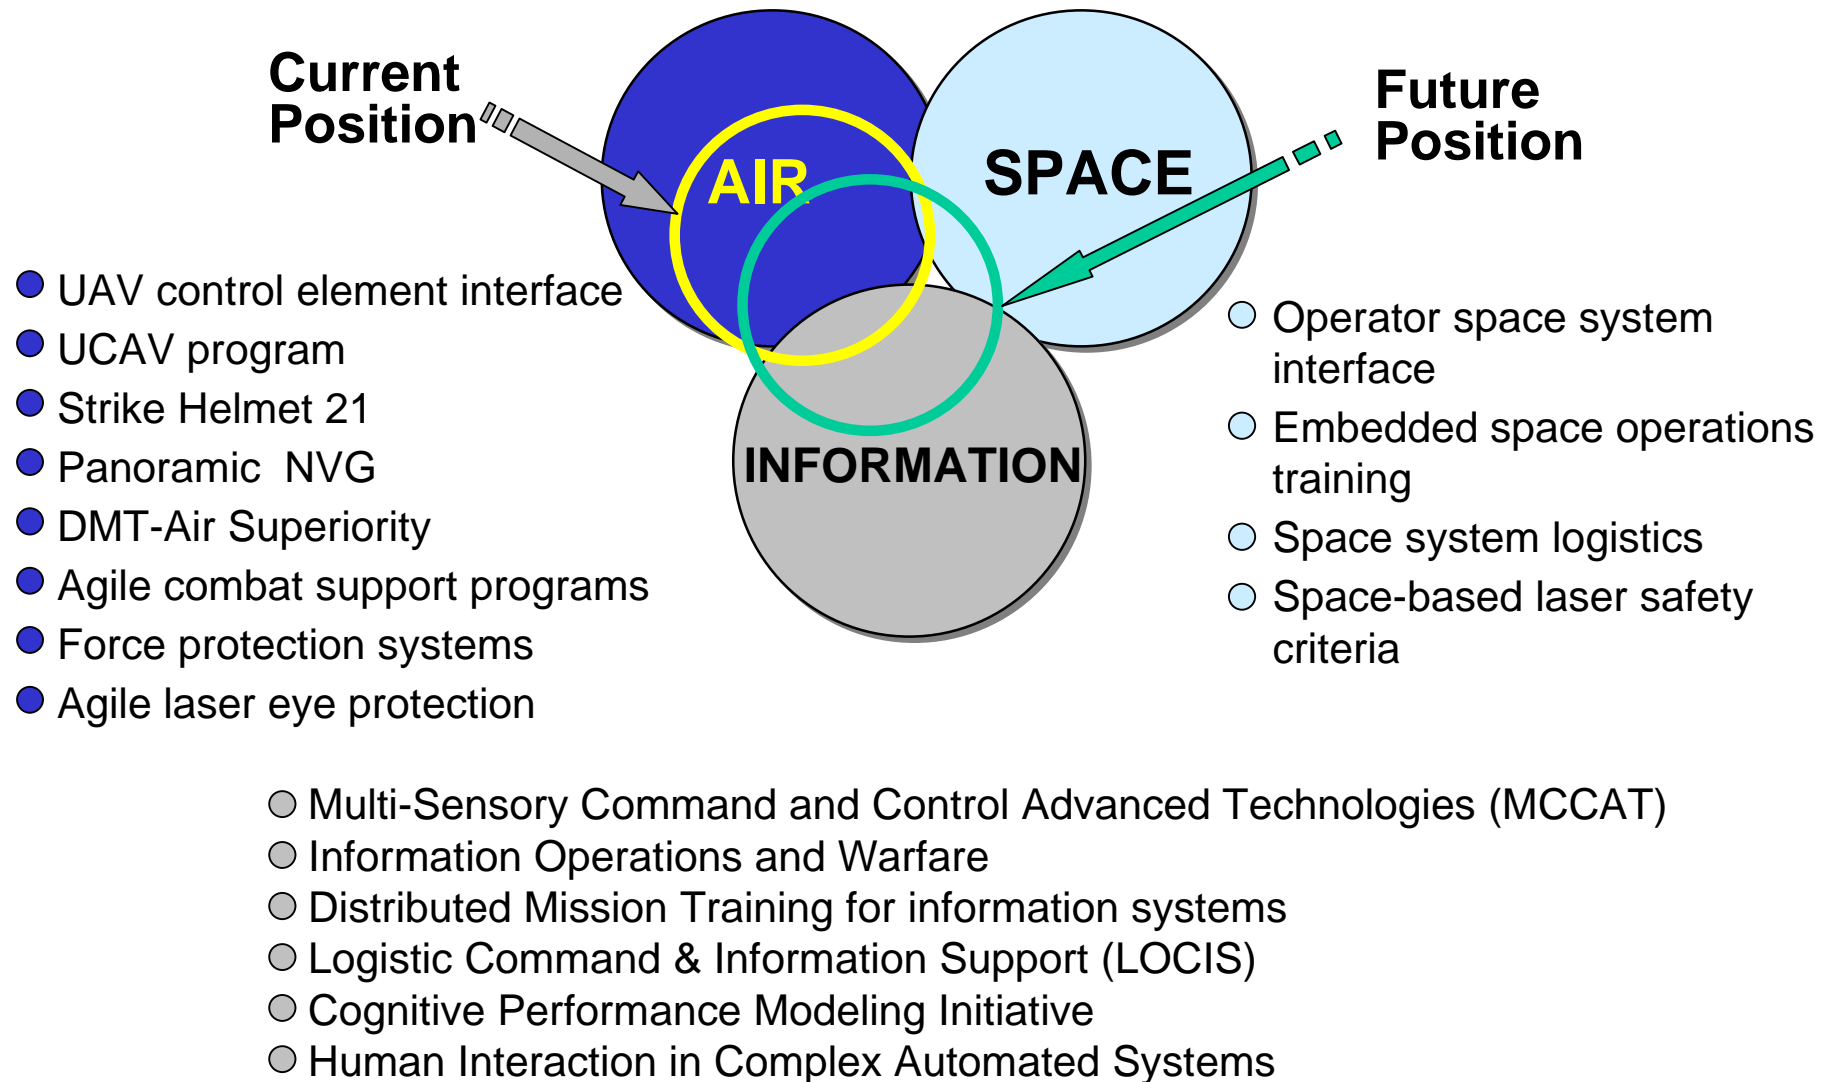 Current
Position
Future
Position
AIR
SPACE
INFORMATION
UAV control element interface
UCAV program
Strike Helmet 21
Panoramic  NVG
DMT-Air Superiority
Agile combat support programs
Force protection systems
Agile laser eye protection
Operator space system
interface
Embedded space operations
training
Space system logistics
Space-based laser safety
criteria
Multi-Sensory Command and Control Advanced Technologies (MCCAT)
Information Operations and Warfare
Distributed Mission Training for information systems
Logistic Command & Information Support (LOCIS)
Cognitive Performance Modeling Initiative
Human Interaction in Complex Automated Systems